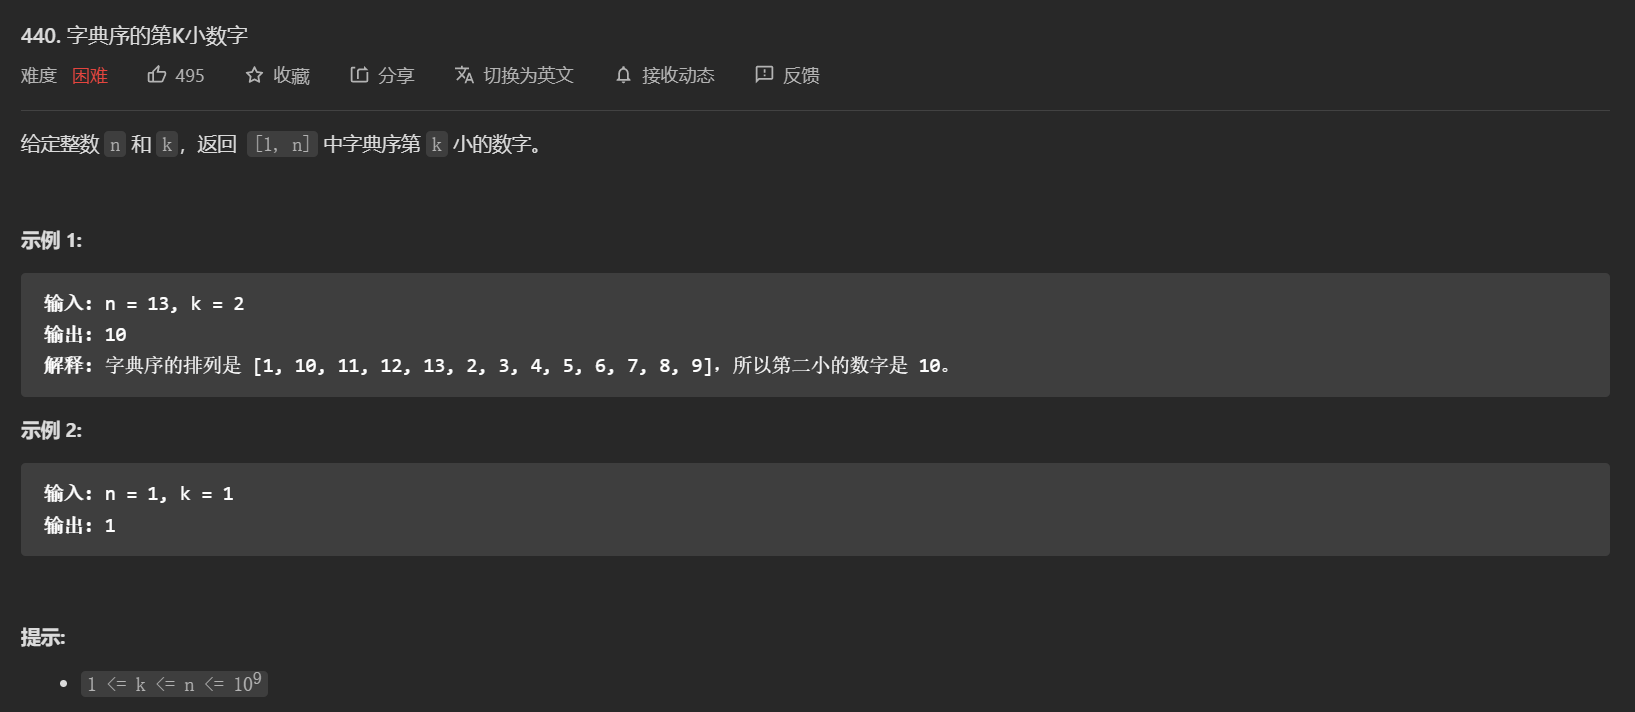 440. 字典序的第K小数字
难度 困难 495 收藏 分享 切换为英文 接收动态 反馈
给定整数 n 和 k，返回 [1, n] 中字典序第 k 小的数字。
示例 1:
输入: n = 13, k = 2
输出: 10
解释: 字典序的排列是 [1, 10, 11, 12, 13, 2, 3, 4, 5, 6, 7, 8, 9]，所以第二小的数字是 10。
示例 2:
输入: n = 1, k = 1
输出: 1
提示:
• 1 <= k <= n <= 10⁹